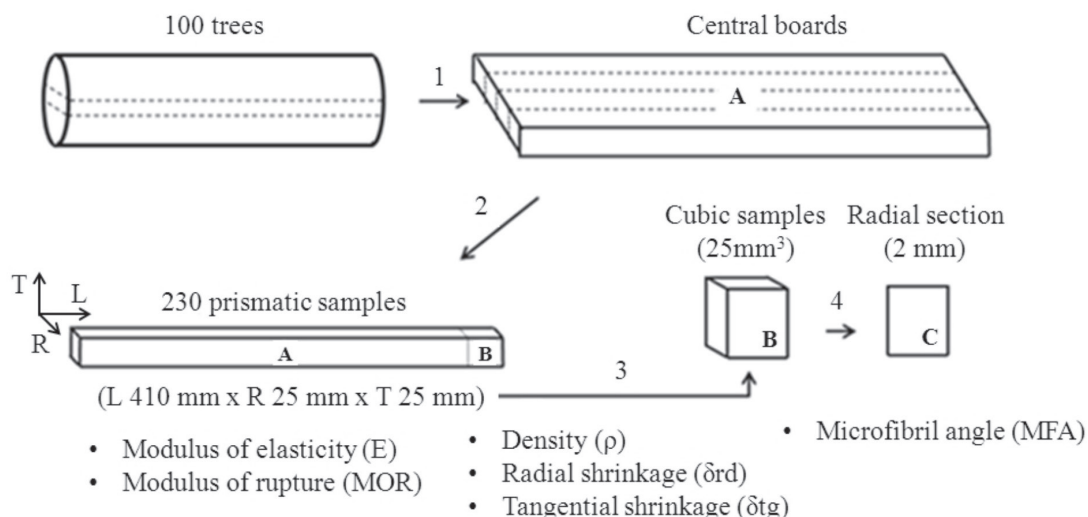 100 trees
Central boards
1
A
2
Cubic samples
(25mm³)
Radial section
(2 mm)
T
L
R
230 prismatic samples
A
B
B
4
C
3
(L 410 mm x R 25 mm x T 25 mm)
• Modulus of elasticity (E)
• Modulus of rupture (MOR)
• Density (ρ)
• Radial shrinkage (δrd)
• Tangential shrinkage (δtg)
• Microfibril angle (MFA)